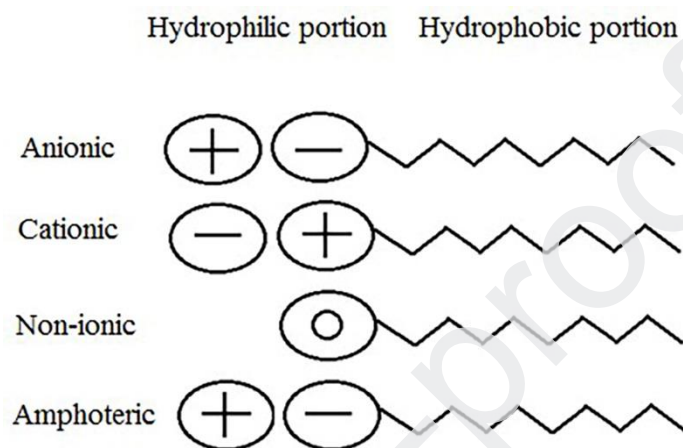 Hydrophilic portion Hydrophobic portion
Anionic + −
Cationic − +
Non-ionic
Amphoteric + −